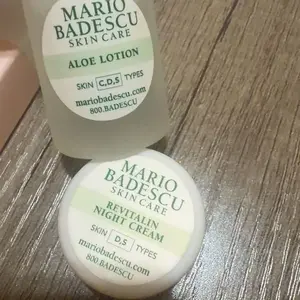 MARIO
BADESCU
SKIN CARE
ALOE LOTION
SKIN C,D,S TYPES
mariobadescu.com
800.BADESCU
MARIO
BADESCU
SKIN CARE
REVITALIN
NIGHT CREAM
SKIN D,S TYPES
mariobadescu.com
800.BADESCU